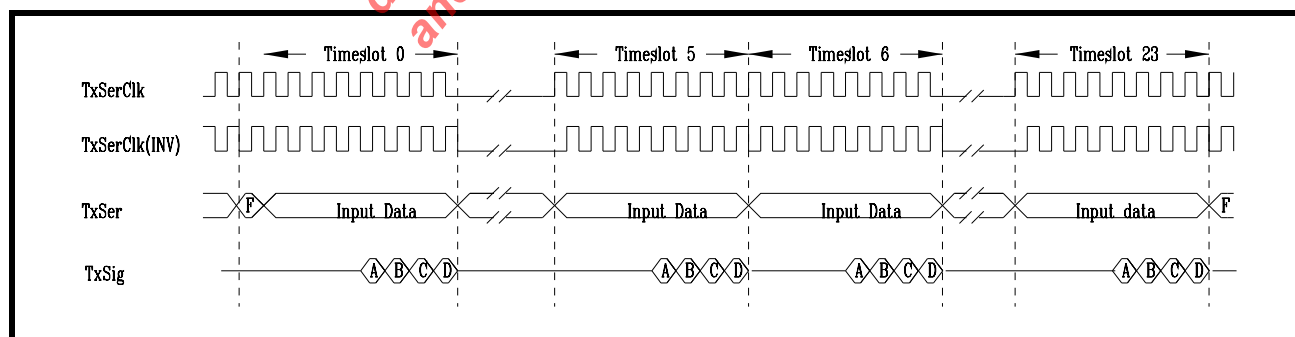 Timeslot 0 Timeslot 5 Timeslot 6 Timeslot 23
TxSerClk
TxSerClk(INV)
TxSer F Input Data Input Data Input Data Input data F
TxSig A B C D A B C D A B C D A B C D